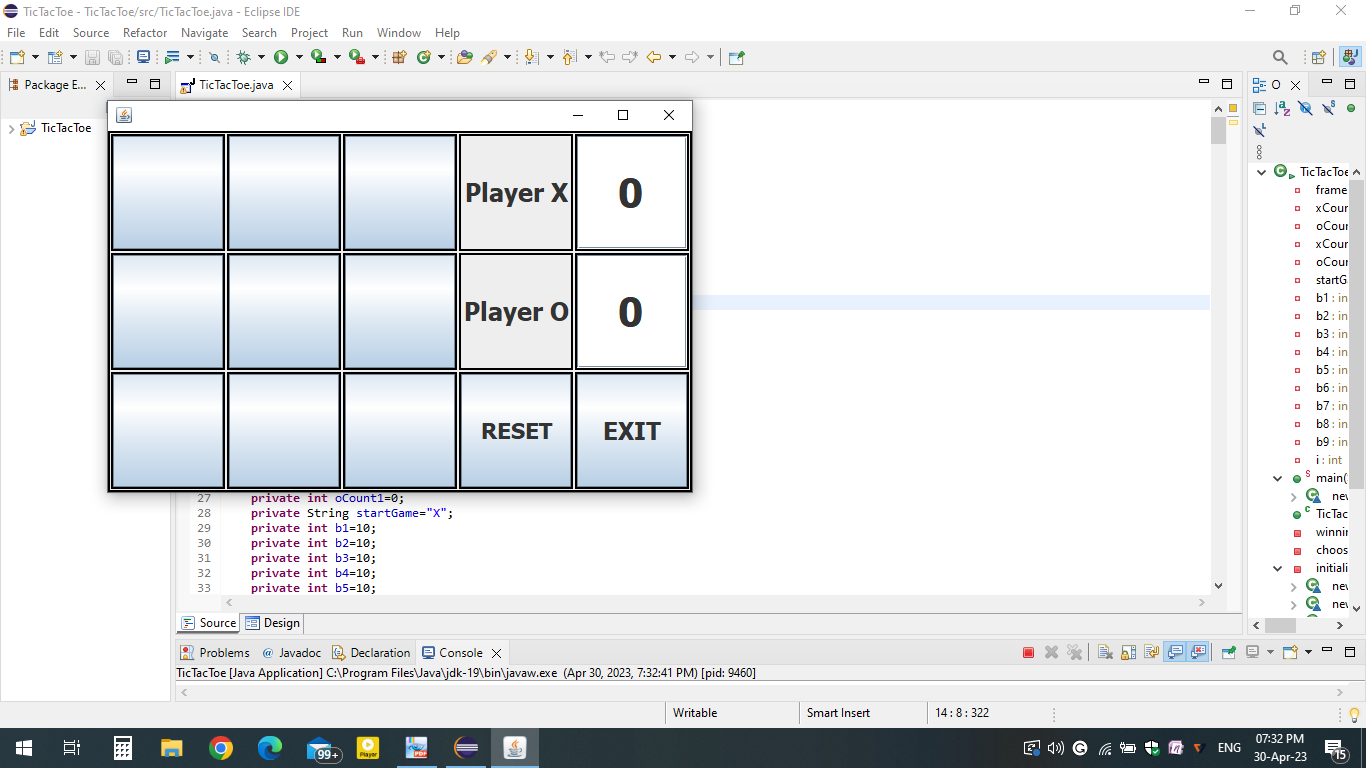 TicTacToe - TicTacToe/src/TicTacToe.java - Eclipse IDE
File Edit Source Refactor Navigate Search Project Run Window Help
Package E...
TicTacToe.java
O
TicTacToe
Player X
0
Player O
0
RESET
EXIT
27 private int oCount1=0;
28 private String startGame="X";
29 private int b1=10;
30 private int b2=10;
31 private int b3=10;
32 private int b4=10;
33 private int b5=10;
Source Design
TicTacToe
frame
xCour
oCour
xCour
oCour
startG
b1 : in
b2 : in
b3 : in
b4 : in
b5 : in
b6 : in
b7 : in
b8 : in
b9 : in
i : int
main(
nev
TicTac
winnin
choos
initiali
nev
nev
Problems @ Javadoc Declaration Console
TicTacToe [Java Application] C:\Program Files\Java\jdk-19\bin\javaw.exe (Apr 30, 2023, 7:32:41 PM) [pid: 9460]
Writable Smart Insert 14 : 8 : 322
99+
Player
PDF
ENG
07:32 PM
30-Apr-23
15